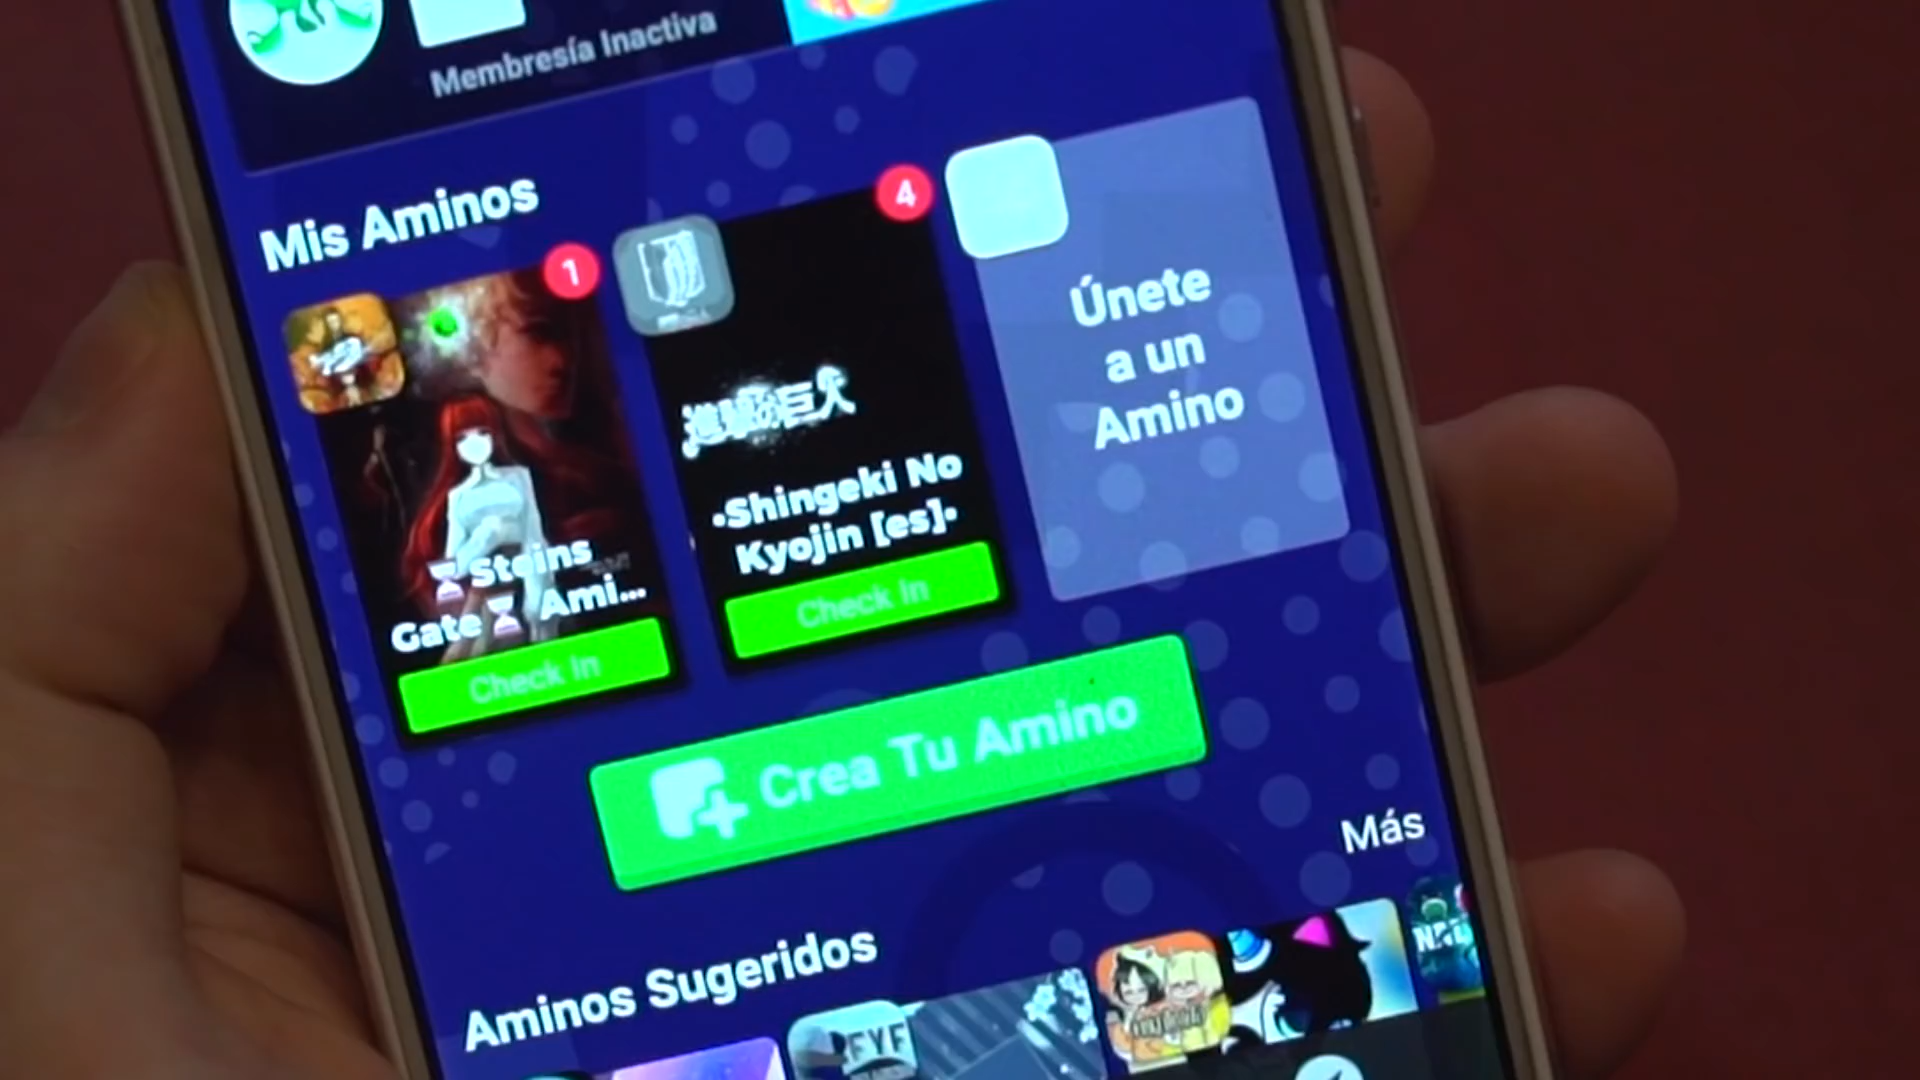 Membresía Inactiva
Mis Aminos
1
4
Steins
Gate Ami...
Check In
進撃の巨人
•Shingeki No
Kyojin [es]•
Check In
Únete
a un
Amino
Crea Tu Amino
Más
Aminos Sugeridos
FYF